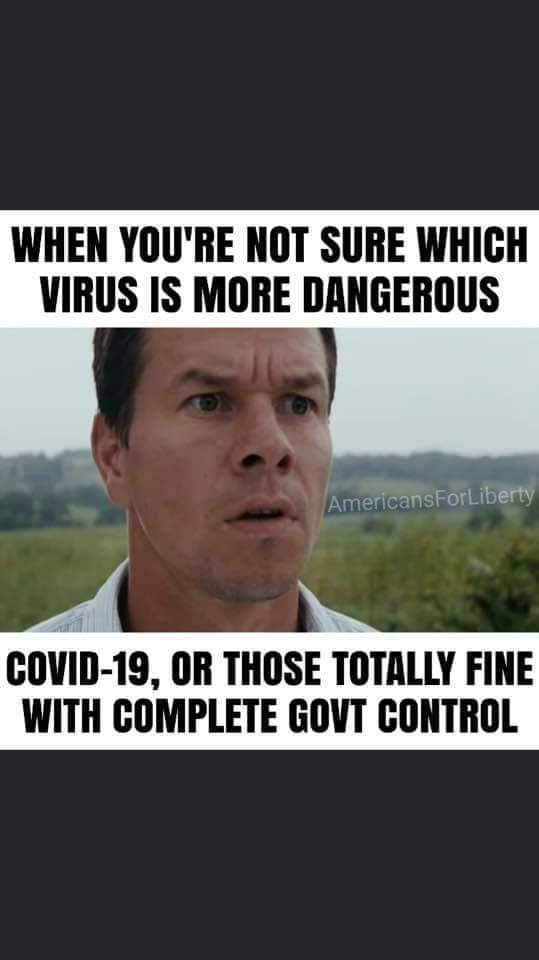 WHEN YOU'RE NOT SURE WHICH
VIRUS IS MORE DANGEROUS
AmericansForLiberty
COVID-19, OR THOSE TOTALLY FINE
WITH COMPLETE GOVT CONTROL